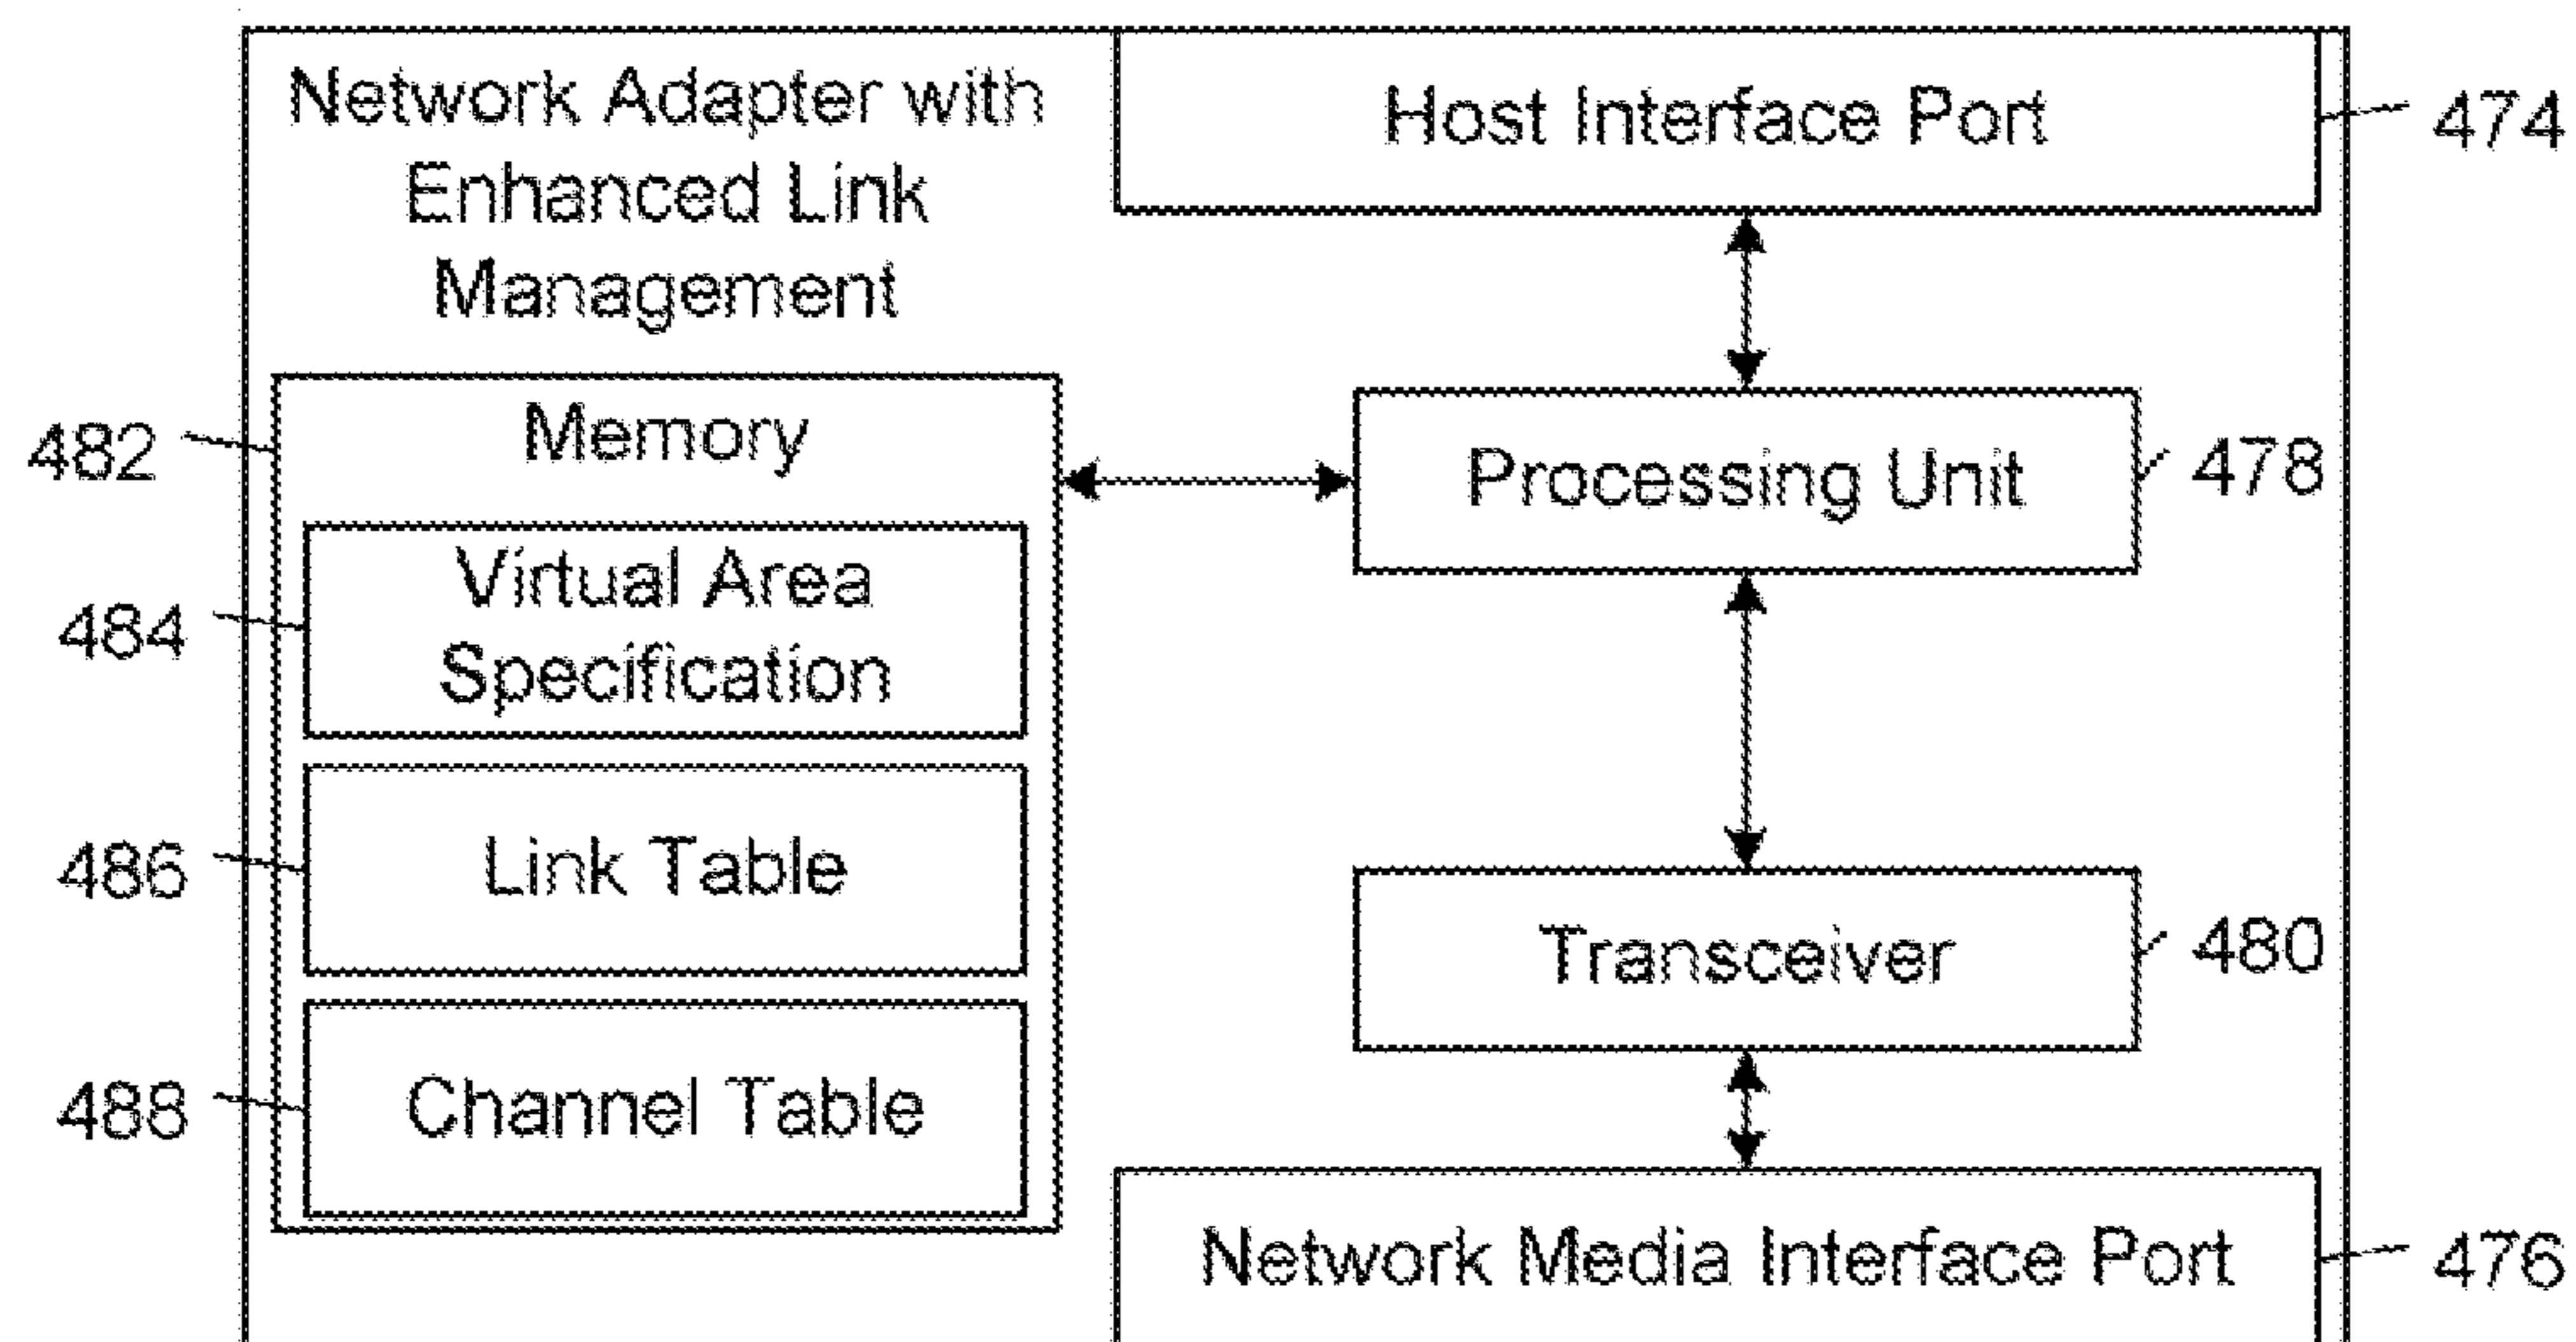 Network Adapter with
Enhanced Link
Management
Host Interface Port
474
482
Memory
Processing Unit
478
484
Virtual Area
Specification
486
Link Table
Transceiver
480
488
Channel Table
Network Media Interface Port
476